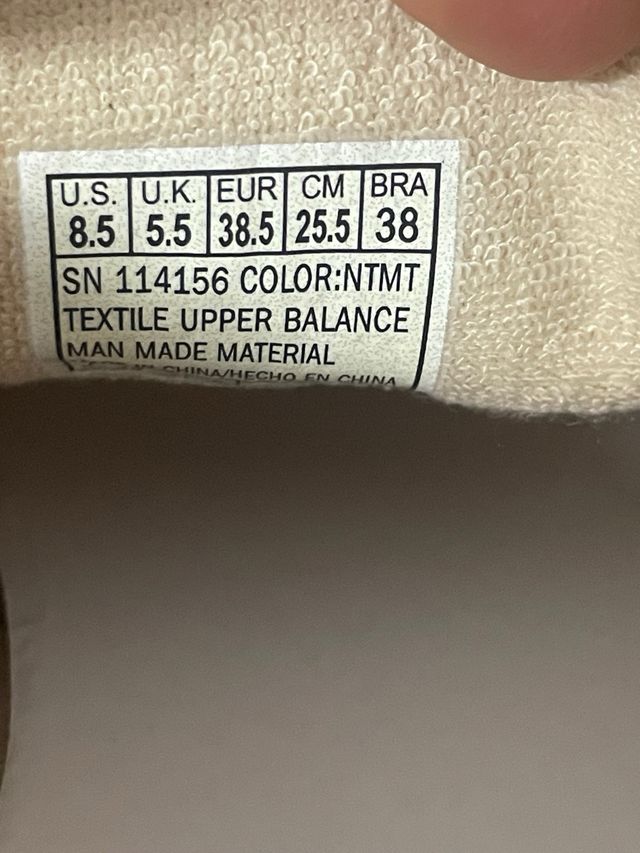 U.S. U.K. EUR CM BRA
8.5 5.5 38.5 25.5 38
SN 114156 COLOR:NTMT
TEXTILE UPPER BALANCE
MAN MADE MATERIAL
CHINA/HECHO EN CHINA